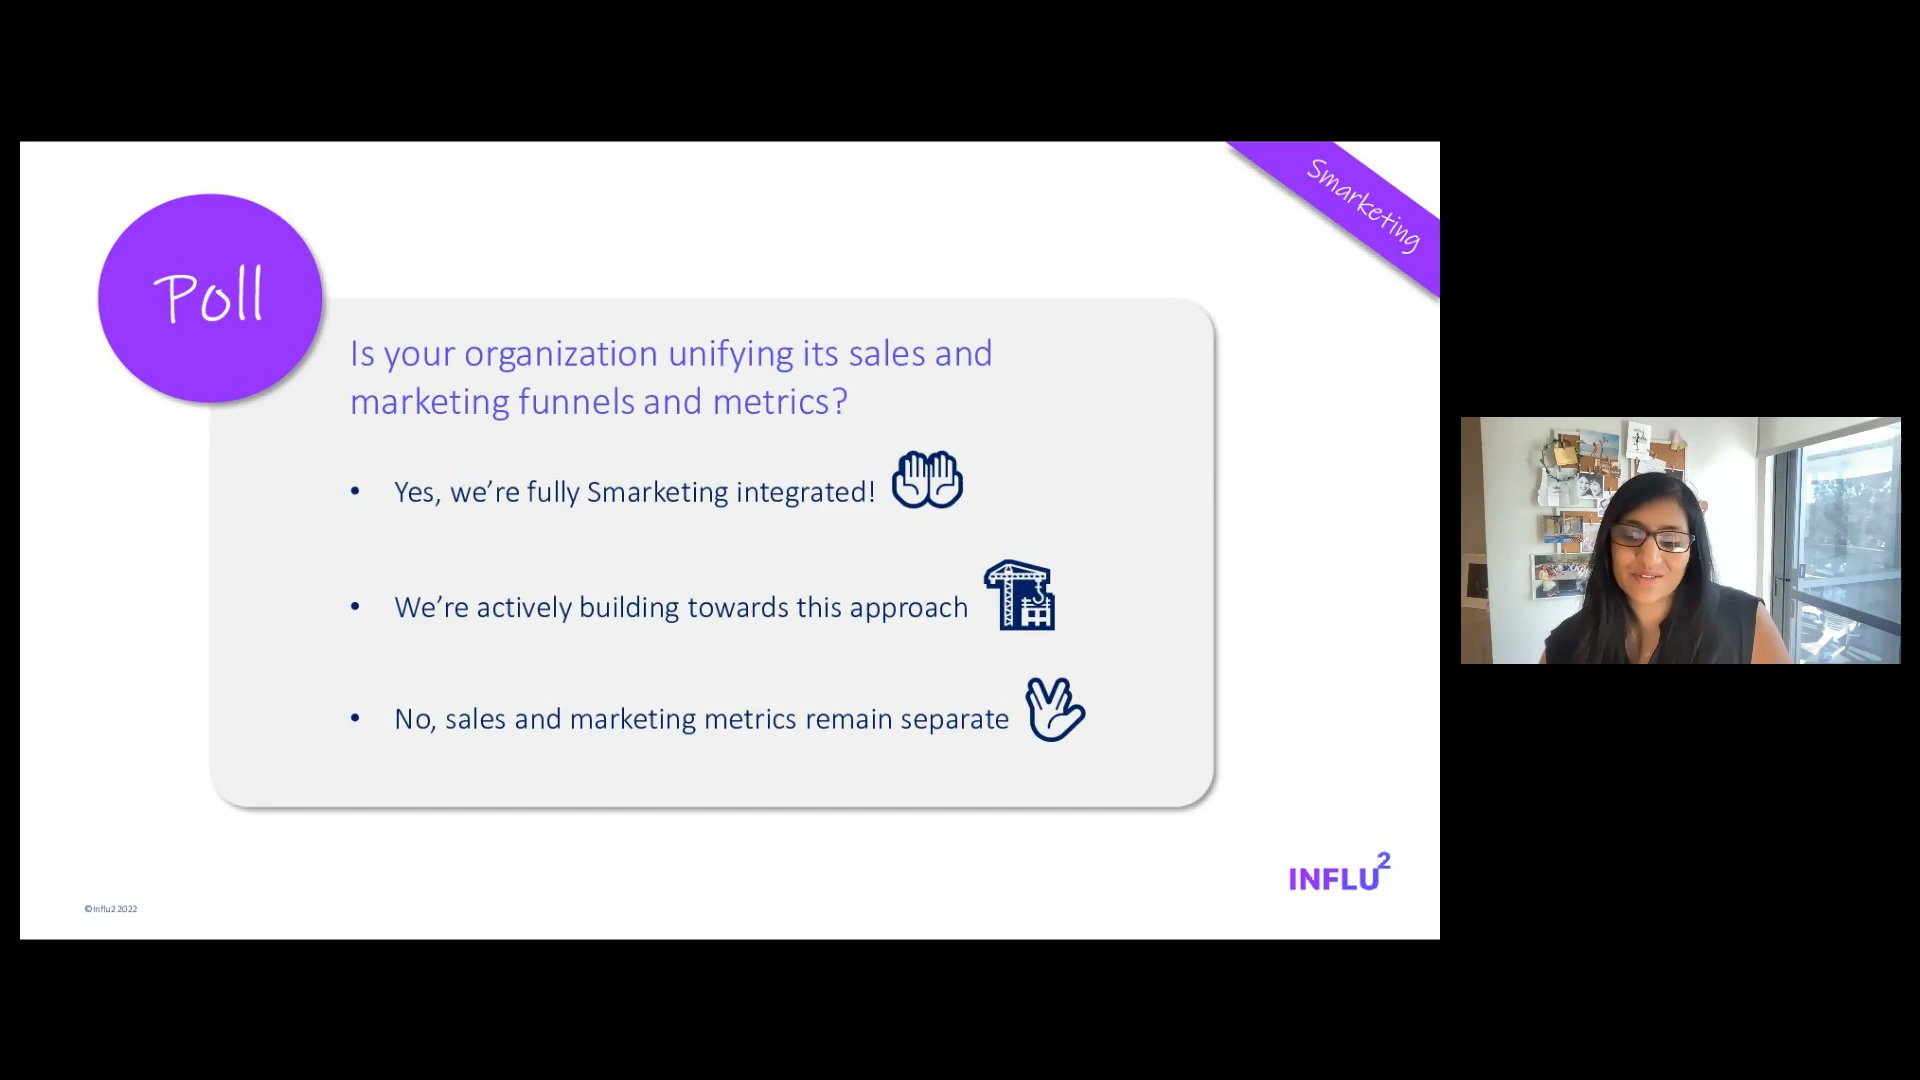 Smarketing
Poll
Is your organization unifying its sales and
marketing funnels and metrics?
• Yes, we’re fully Smarketing integrated!
• We’re actively building towards this approach
• No, sales and marketing metrics remain separate
INFLU2
©Influ2 2022